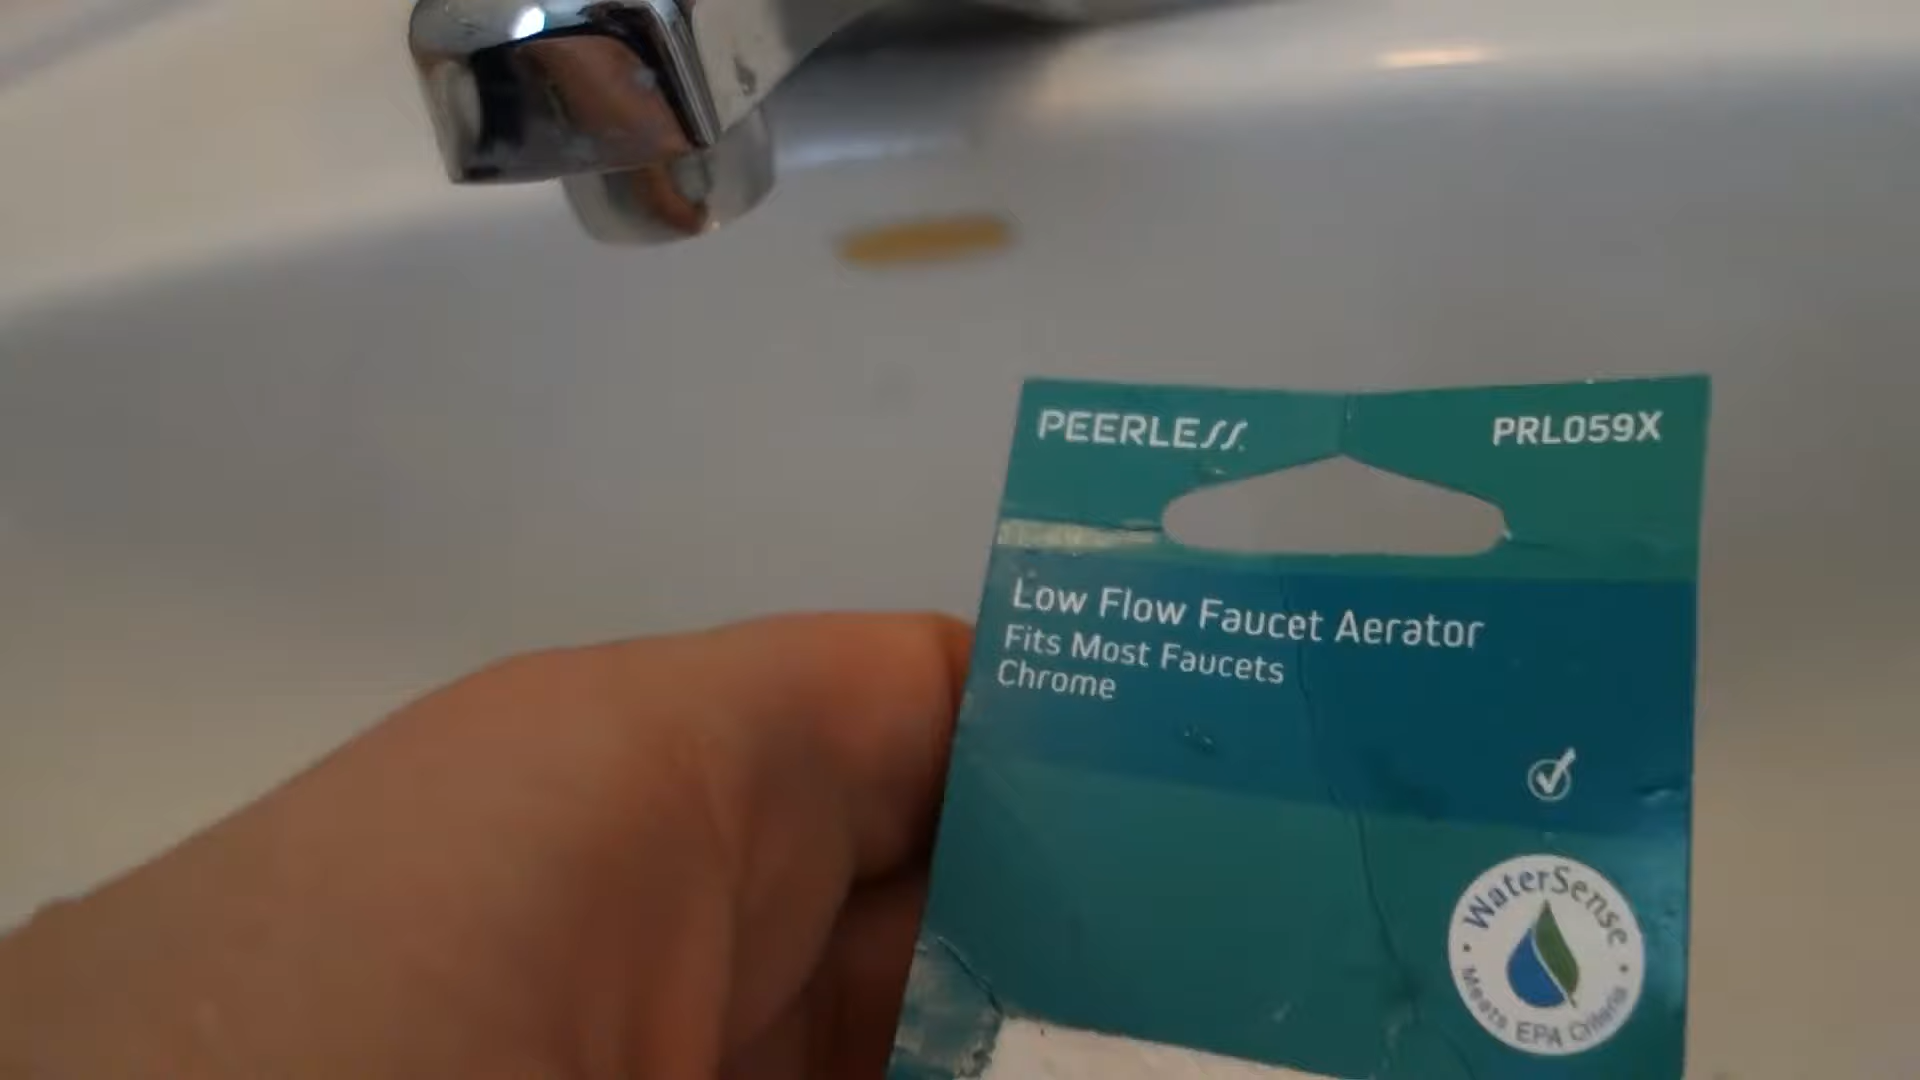 PEERLESS
PRL059X
Low Flow Faucet Aerator
Fits Most Faucets
Chrome
WaterSense
Meets EPA Criteria